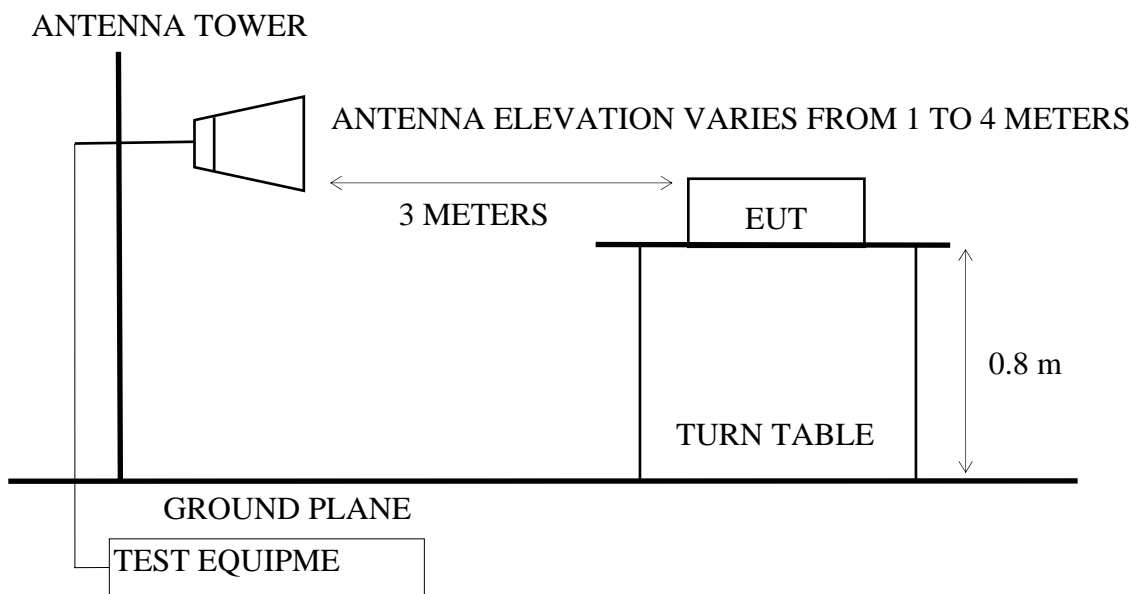 ANTENNA TOWER
ANTENNA ELEVATION VARIES FROM 1 TO 4 METERS
3 METERS
EUT
0.8 m
TURN TABLE
GROUND PLANE
TEST EQUIPME